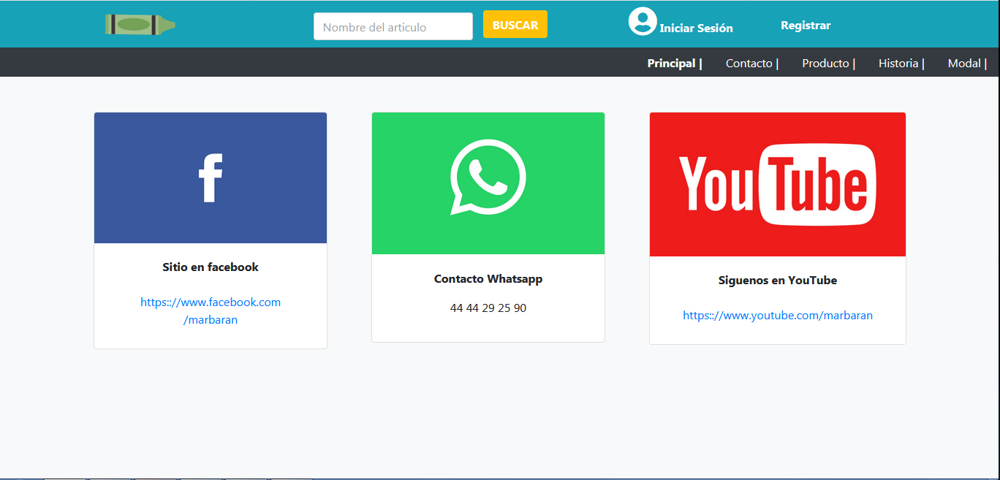 Nombre del articulo
BUSCAR
Iniciar Sesión
Registrar
Principal |
Contacto |
Producto |
Historia |
Modal |
f
YouTube
Sitio en facebook
https:://www.facebook.com
/marbaran
Contacto Whatsapp
44 44 29 25 90
Siguenos en YouTube
https:://www.youtube.com/marbaran